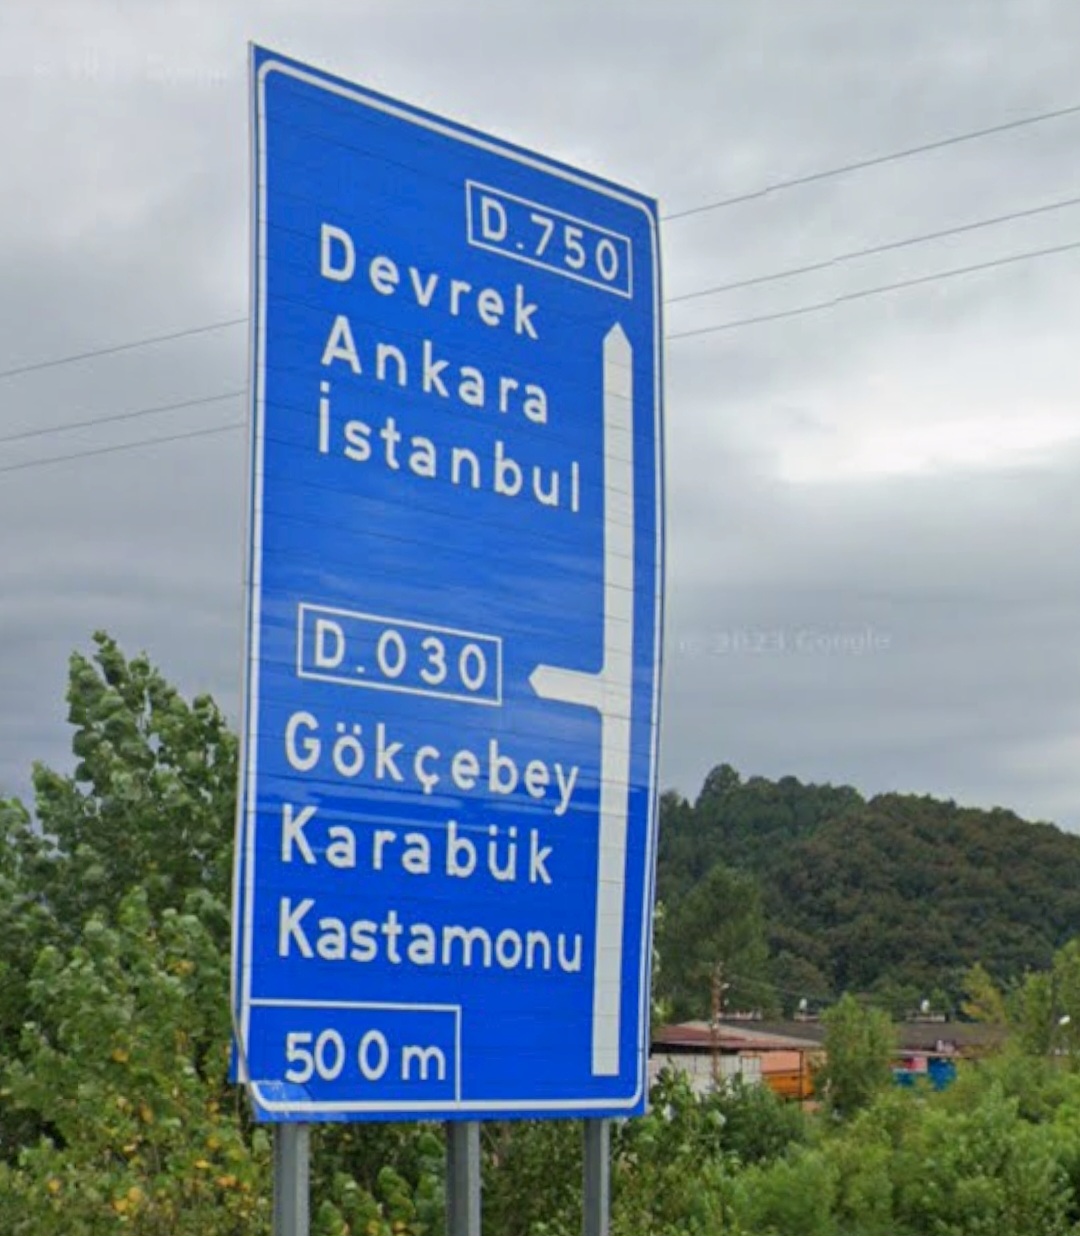 D.750
Devrek
Ankara
İstanbul
D.030
Gökçebey
Karabük
Kastamonu
500m
2023 Google